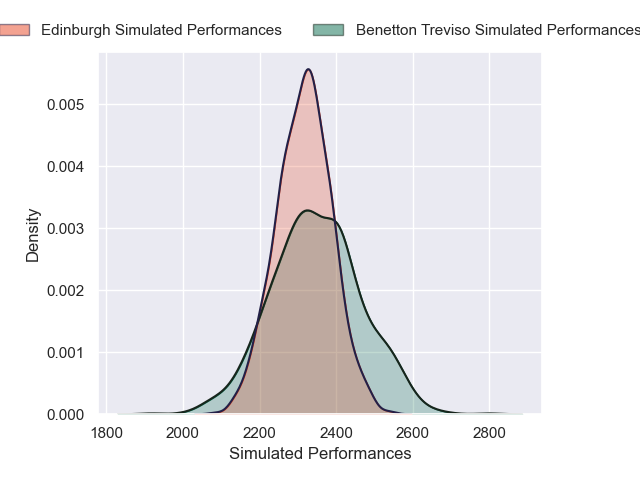 Edinburgh Simulated Performances
Benetton Treviso Simulated Performances
0.005
0.004
0.003
0.002
0.001
0.000
Density
1800 2000 2200 2400 2600 2800
Simulated Performances